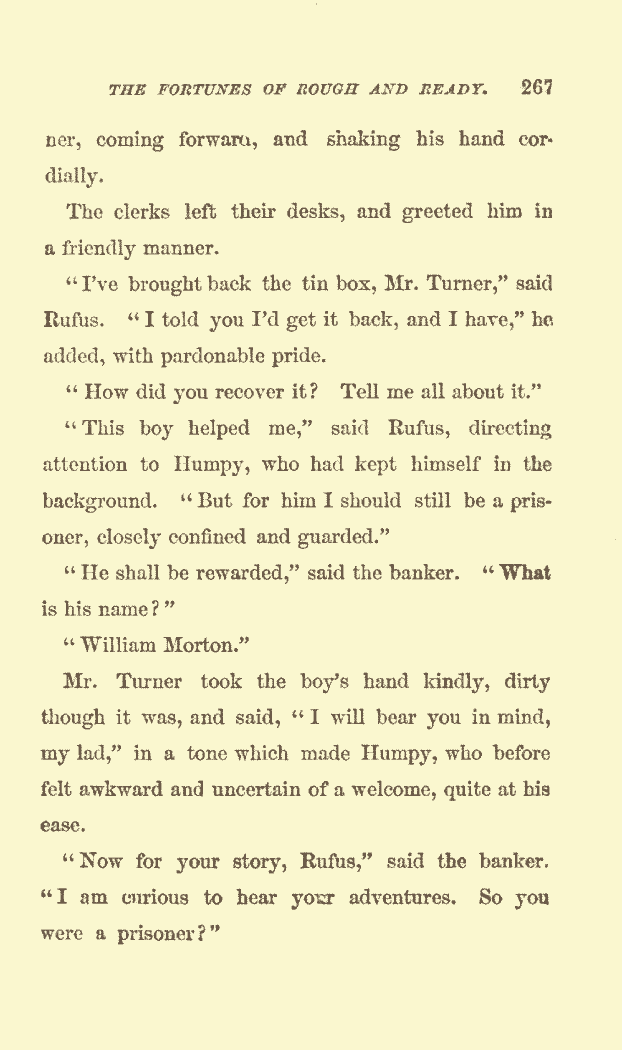 THE FORTUNES OF ROUGH AND READY. 267
ner, coming forward, and shaking his hand cor-
dially.
The clerks left their desks, and greeted him in
a friendly manner.
“I’ve brought back the tin box, Mr. Turner,” said
Rufus. “I told you I’d get it back, and I have,” he
added, with pardonable pride.
“How did you recover it? Tell me all about it.”
“This boy helped me,” said Rufus, directing
attention to Humpy, who had kept himself in the
background. “But for him I should still be a pris-
oner, closely confined and guarded.”
“He shall be rewarded,” said the banker. “What
is his name?”
“William Morton.”
Mr. Turner took the boy’s hand kindly, dirty
though it was, and said, “I will bear you in mind,
my lad,” in a tone which made Humpy, who before
felt awkward and uncertain of a welcome, quite at his
ease.
“Now for your story, Rufus,” said the banker.
“I am curious to hear your adventures. So you
were a prisoner?”